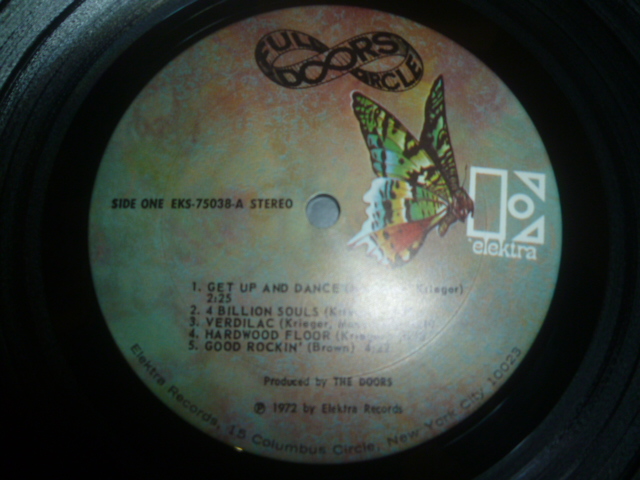 FULL CIRCLE
DOORS
elektra
SIDE ONE EKS-75038-A STEREO
1. GET UP AND DANCE Krieger)
2:25
2. 4 BILLION SOULS
3. VERDILAC (Krieger,
4. HARDWOOD FLOOR
5. GOOD ROCKIN' (Brown)
Produced by THE DOORS
℗ 1972 by Elektra Records
Elektra Records, 15 Columbus Circle, New York City 10023